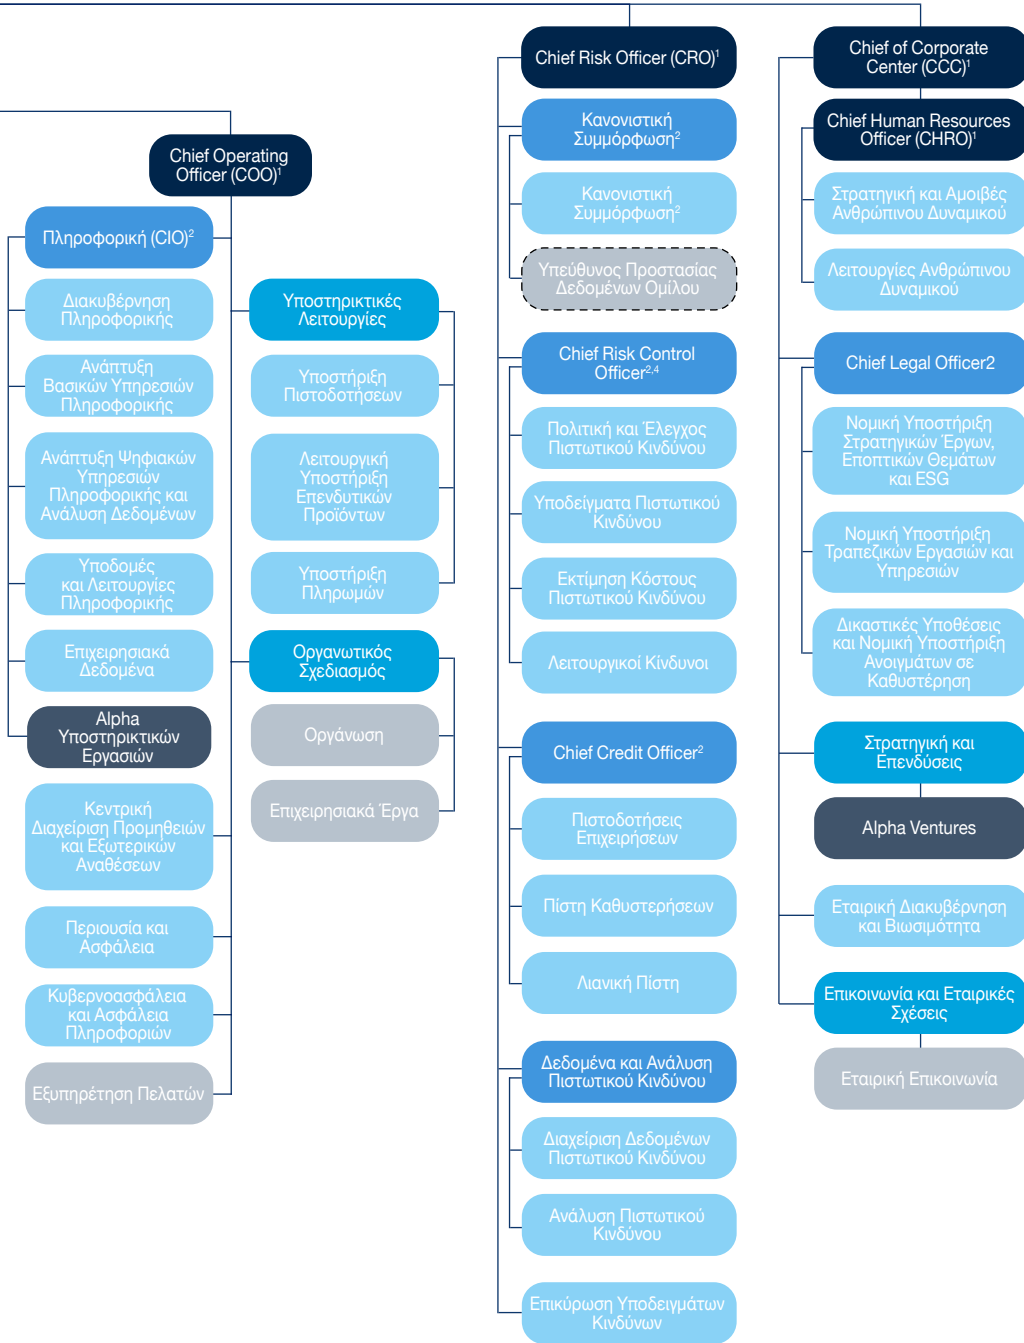 Chief Operating
Officer (COO)¹
Πληροφορική (CIO)²
Διακυβέρνηση
Πληροφορικής
Ανάπτυξη
Βασικών Υπηρεσιών
Πληροφορικής
Ανάπτυξη Ψηφιακών
Υπηρεσιών
Πληροφορικής και
Ανάλυση Δεδομένων
Υποδομές
και Λειτουργίες
Πληροφορικής
Επιχειρησιακά
Δεδομένα
Alpha
Υποστηρικτικών
Εργασιών
Κεντρική
Διαχείριση Προμηθειών
και Εξωτερικών
Αναθέσεων
Περιουσία και
Ασφάλεια
Κυβερνοασφάλεια
και Ασφάλεια
Πληροφοριών
Εξυπηρέτηση Πελατών
Υποστηρικτικές
Λειτουργίες
Υποστήριξη
Πιστοδοτήσεων
Λειτουργική
Υποστήριξη
Επενδυτικών
Προϊόντων
Υποστήριξη
Πληρωμών
Οργανωτικός
Σχεδιασμός
Οργάνωση
Επιχειρησιακά Έργα
Chief Risk Officer (CRO)¹
Κανονιστική
Συμμόρφωση²
Κανονιστική
Συμμόρφωση²
Υπεύθυνος Προστασίας
Δεδομένων Ομίλου
Chief Risk Control
Officer²,⁴
Πολιτική και Έλεγχος
Πιστωτικού Κινδύνου
Υποδείγματα Πιστωτικού
Κινδύνου
Εκτίμηση Κόστους
Πιστωτικού Κινδύνου
Λειτουργικοί Κίνδυνοι
Chief Credit Officer²
Πιστοδοτήσεις
Επιχειρήσεων
Πίστη Καθυστερήσεων
Λιανική Πίστη
Δεδομένα και Ανάλυση
Πιστωτικού Κινδύνου
Διαχείριση Δεδομένων
Πιστωτικού Κινδύνου
Ανάλυση Πιστωτικού
Κινδύνου
Επικύρωση Υποδειγμάτων
Κινδύνων
Chief of Corporate
Center (CCC)¹
Chief Human Resources
Officer (CHRO)¹
Στρατηγική και Αμοιβές
Ανθρώπινου Δυναμικού
Λειτουργίες Ανθρώπινου
Δυναμικού
Chief Legal Officer2
Νομική Υποστήριξη
Στρατηγικών Έργων,
Εποπτικών Θεμάτων
και ESG
Νομική Υποστήριξη
Τραπεζικών Εργασιών και
Υπηρεσιών
Δικαστικές Υποθέσεις
και Νομική Υποστήριξη
Ανοιγμάτων σε
Καθυστέρηση
Στρατηγική και
Επενδύσεις
Alpha Ventures
Εταιρική Διακυβέρνηση
και Βιωσιμότητα
Επικοινωνία και Εταιρικές
Σχέσεις
Εταιρική Επικοινωνία